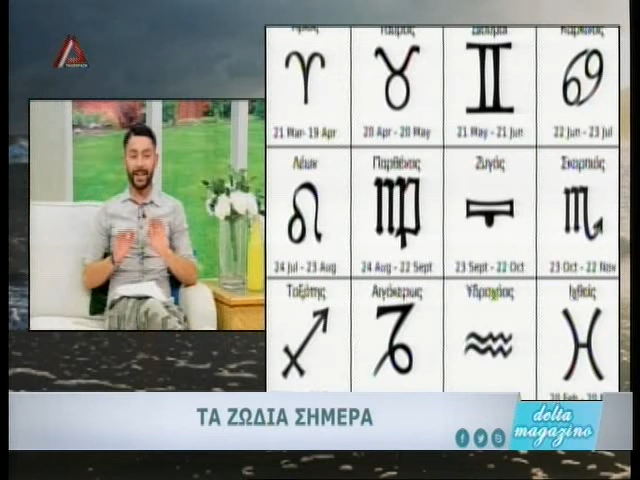 Ταύρος
21 Mar- 19 Apr
20 Apr - 20 May
21 May - 21 Jun
22 Jun - 23 Jul
Λέων
Παρθένος
Ζυγός
Σκορπιός
24 Jul - 23 Aug
24 Aug - 22 Sept
23 Sept - 22 Oct
23 Oct - 22 Nov
Τοξότης
Αιγόκερως
Υδροχόος
Ιχθείς
ΤΑ ΖΩΔΙΑ ΣΗΜΕΡΑ
delta
magazino